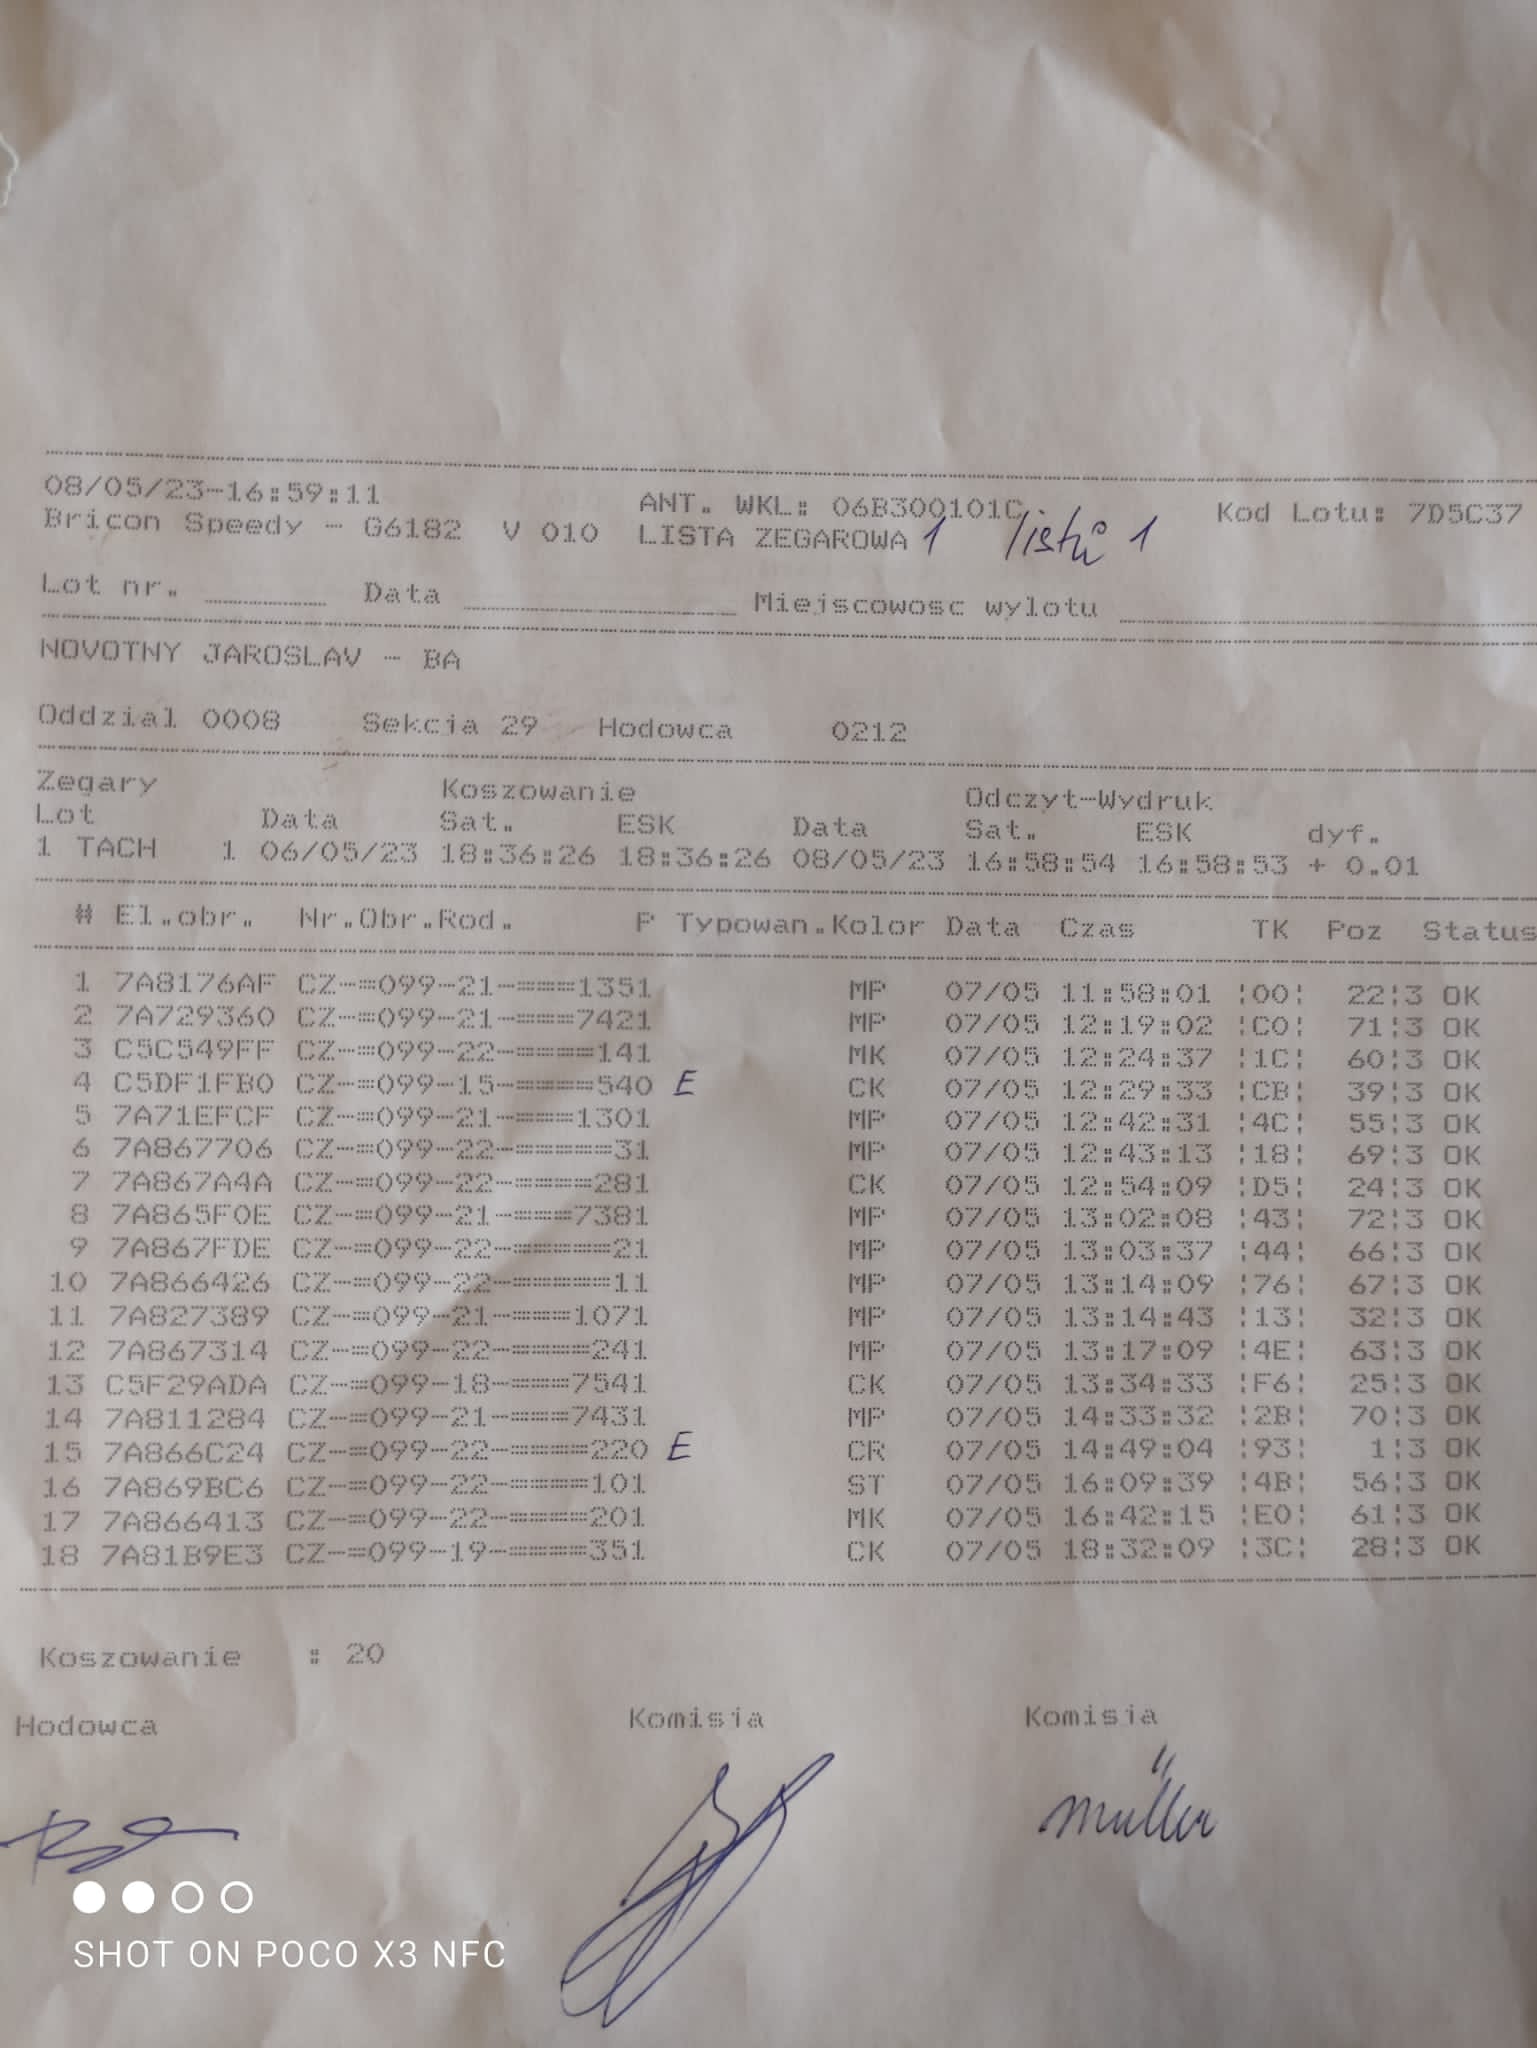 08/05/23-16:59:11 ANT. WKL: 06B300101C Kod Lotu: 7D5C37
Bricon Speedy - G6182 V 010 LISTA ZEGAROWA 1 listů 1
Lot nr. Data Miejscowosc wylotu
NOVOTNY JAROSLAV - BA
Oddzial 0008 Sekcja 29 Hodowca 0212
Zegary Koszowanie Odczyt-Wydruk
Lot Data Sat. ESK Data Sat. ESK dyf.
1 TACH 1 06/05/23 18:36:26 18:36:26 08/05/23 16:58:54 16:58:53 + 0.01
# El.obr. Nr.Obr.Rod. P Typowan.Kolor Data Czas TK Poz Status
1 7A8176AF CZ-=099-21-====1351 MP 07/05 11:58:01 ¦00¦ 22¦3 OK
2 7A729360 CZ-=099-21-====7421 MP 07/05 12:19:02 ¦C0¦ 71¦3 OK
3 C5C549FF CZ-=099-22-=====141 MK 07/05 12:24:37 ¦1C¦ 60¦3 OK
4 C5DF1FB0 CZ-=099-15-=====540 E CK 07/05 12:29:33 ¦CB¦ 39¦3 OK
5 7A71EFCF CZ-=099-21-====1301 MP 07/05 12:42:31 ¦4C¦ 55¦3 OK
6 7A867706 CZ-=099-22-======31 MP 07/05 12:43:13 ¦18¦ 69¦3 OK
7 7A867A4A CZ-=099-22-=====281 CK 07/05 12:54:09 ¦D5¦ 24¦3 OK
8 7A865F0E CZ-=099-21-====7381 MP 07/05 13:02:08 ¦43¦ 72¦3 OK
9 7A867FDE CZ-=099-22-======21 MP 07/05 13:03:37 ¦44¦ 66¦3 OK
10 7A866426 CZ-=099-22-======11 MP 07/05 13:14:09 ¦76¦ 67¦3 OK
11 7A827389 CZ-=099-21-====1071 MP 07/05 13:14:43 ¦13¦ 32¦3 OK
12 7A867314 CZ-=099-22-=====241 MP 07/05 13:17:09 ¦4E¦ 63¦3 OK
13 C5F29ADA CZ-=099-18-====7541 CK 07/05 13:34:33 ¦F6¦ 25¦3 OK
14 7A811284 CZ-=099-21-====7431 MP 07/05 14:33:32 ¦2B¦ 70¦3 OK
15 7A866C24 CZ-=099-22-=====220 E CR 07/05 14:49:04 ¦93¦ 1¦3 OK
16 7A869BC6 CZ-=099-22-=====101 ST 07/05 16:09:39 ¦4B¦ 56¦3 OK
17 7A866413 CZ-=099-22-=====201 MK 07/05 16:42:15 ¦E0¦ 61¦3 OK
18 7A81B9E3 CZ-=099-19-=====351 CK 07/05 18:32:09 ¦3C¦ 28¦3 OK
Koszowanie : 20
Hodowca Komisja Komisja
Müller
SHOT ON POCO X3 NFC